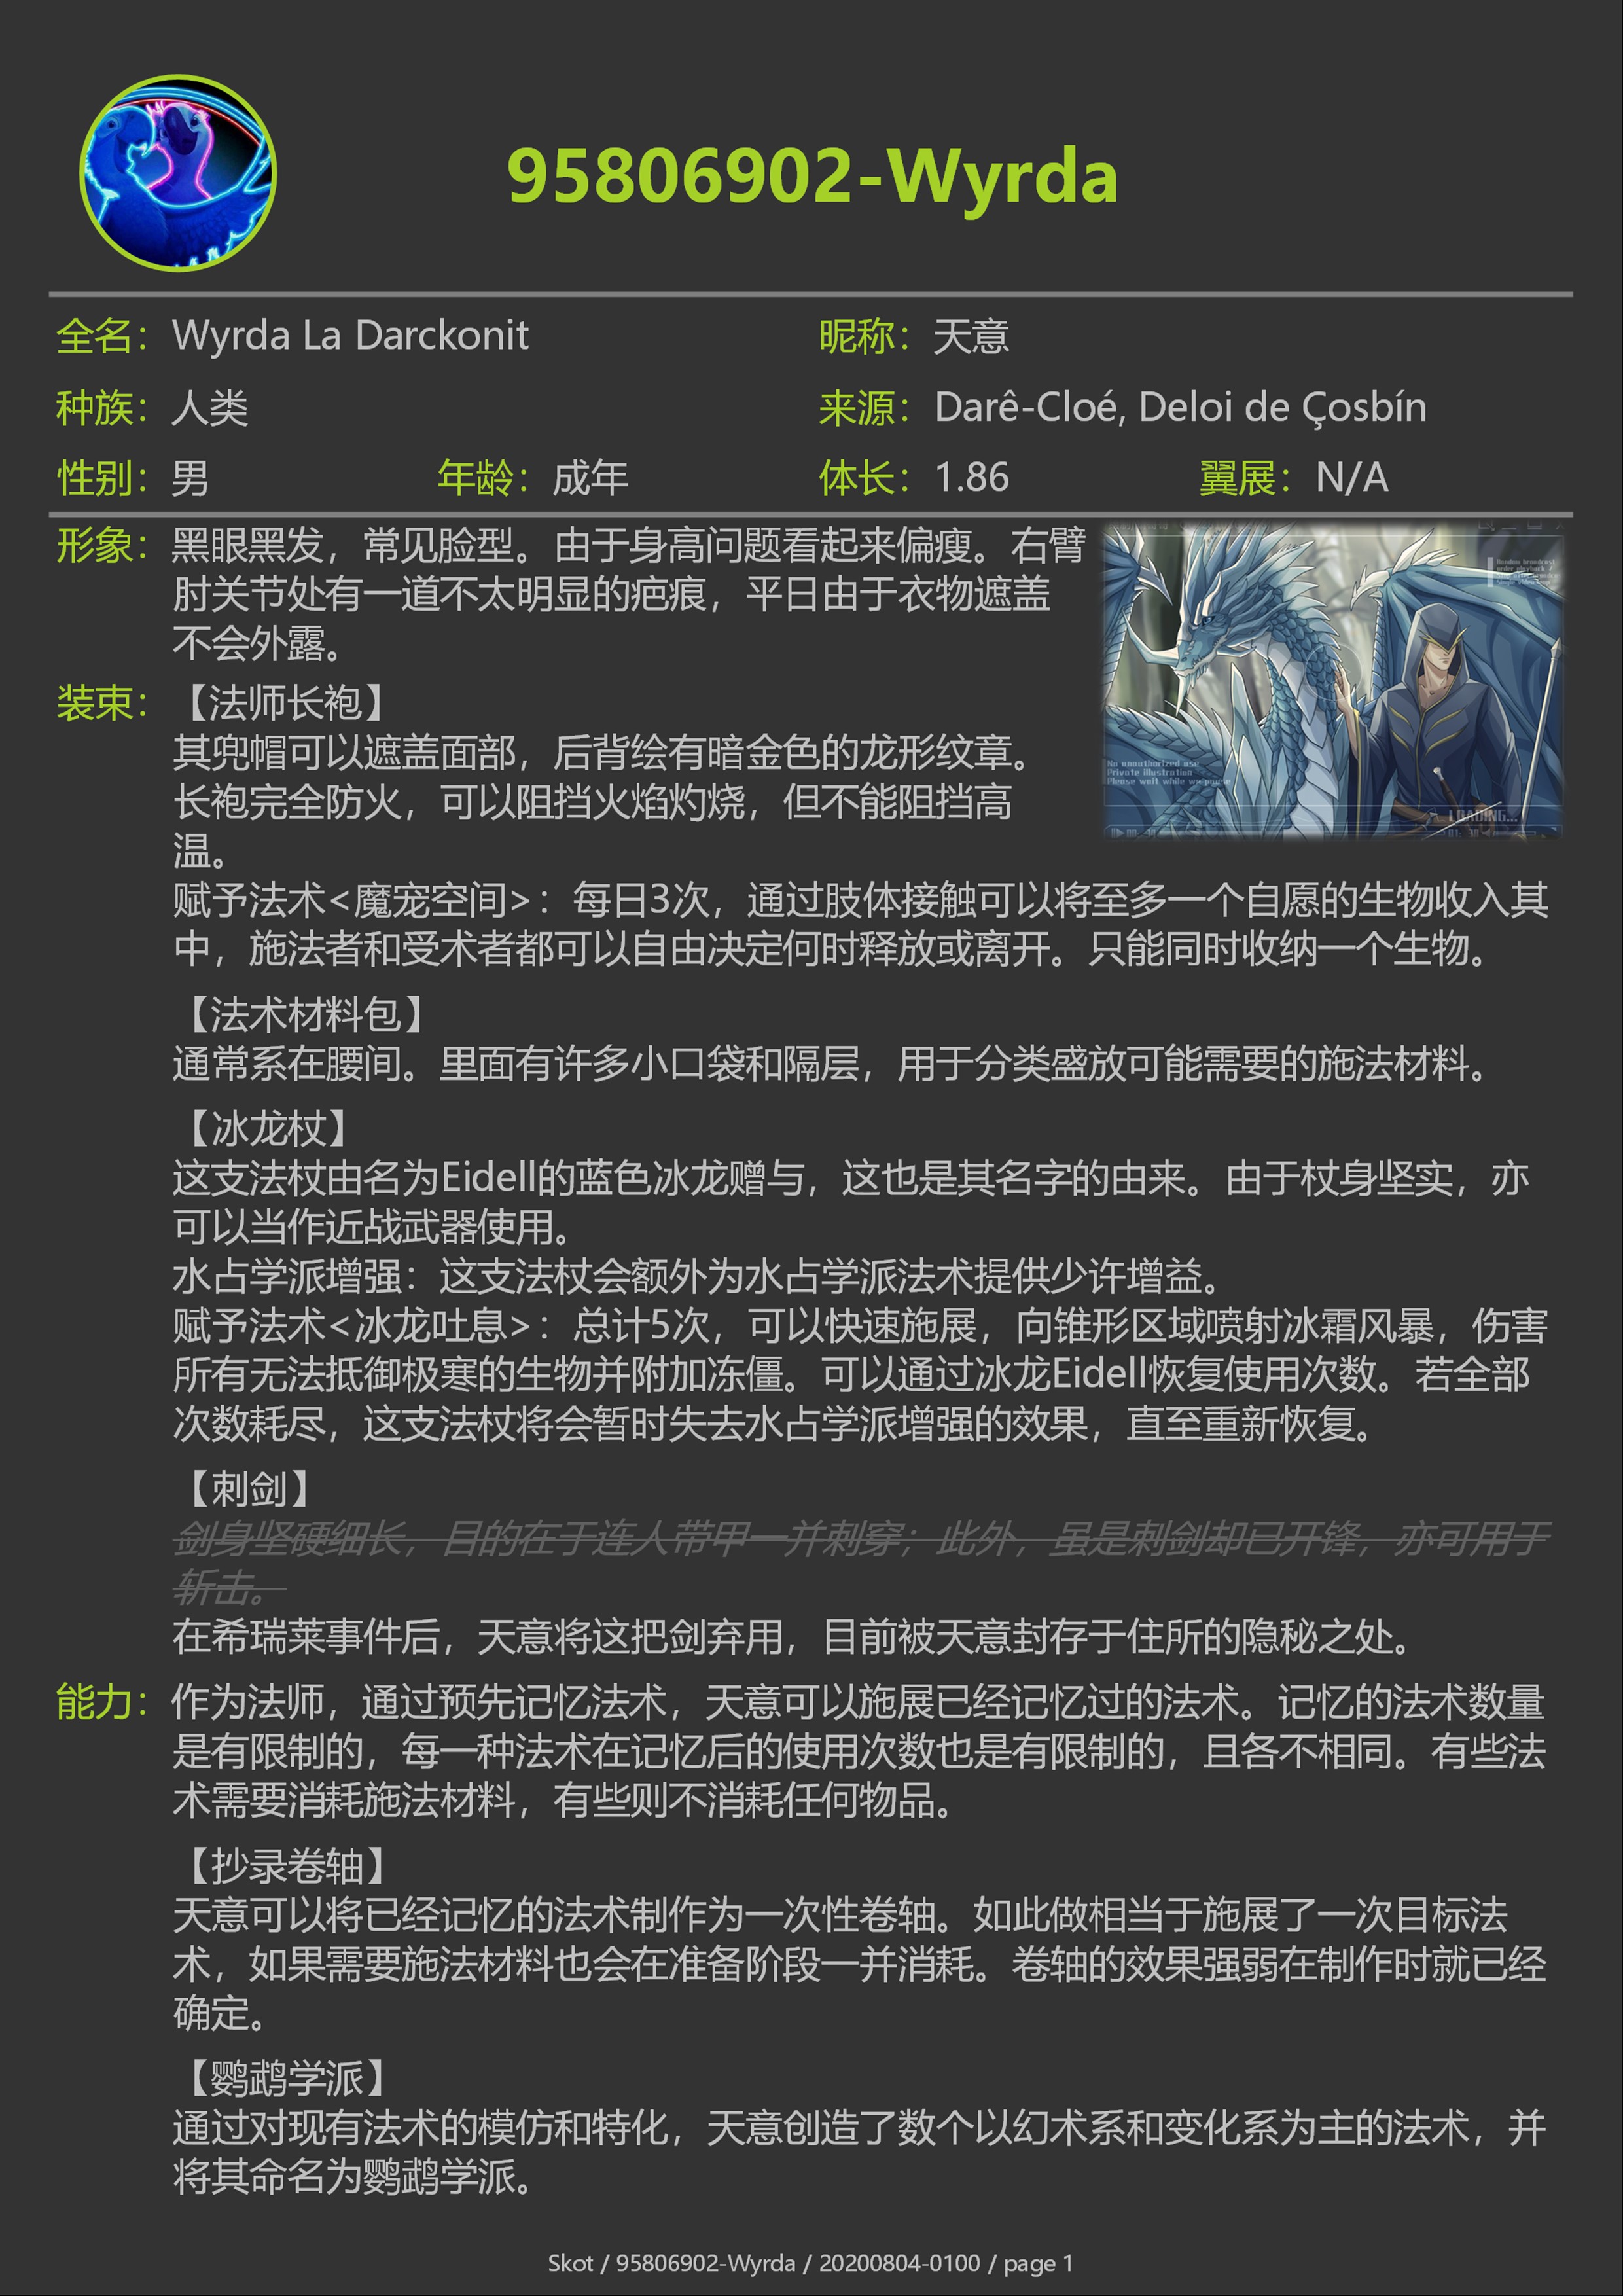 95806902-Wyrda
全名：Wyrda La Darckonit 昵称：天意
种族：人类 来源：Darê-Cloé, Deloi de Çosbín
性别：男 年龄：成年 体长：1.86 翼展：N/A
形象：黑眼黑发，常见脸型。由于身高问题看起来偏瘦。右臂
肘关节处有一道不太明显的疤痕，平日由于衣物遮盖
不会外露。
Random broadcast
order playback /
No unauthorized use
Private illustration
Please wait while we prepare
LOADING...
装束：【法师长袍】
其兜帽可以遮盖面部，后背绘有暗金色的龙形纹章。
长袍完全防火，可以阻挡火焰灼烧，但不能阻挡高
温。
赋予法术<魔宠空间>：每日3次，通过肢体接触可以将至多一个自愿的生物收入其
中，施法者和受术者都可以自由决定何时释放或离开。只能同时收纳一个生物。
【法术材料包】
通常系在腰间。里面有许多小口袋和隔层，用于分类盛放可能需要的施法材料。
【冰龙杖】
这支法杖由名为Eidell的蓝色冰龙赠与，这也是其名字的由来。由于杖身坚实，亦
可以当作近战武器使用。
水占学派增强：这支法杖会额外为水占学派法术提供少许增益。
赋予法术<冰龙吐息>：总计5次，可以快速施展，向锥形区域喷射冰霜风暴，伤害
所有无法抵御极寒的生物并附加冻僵。可以通过冰龙Eidell恢复使用次数。若全部
次数耗尽，这支法杖将会暂时失去水占学派增强的效果，直至重新恢复。
【刺剑】
剑身坚硬细长，目的在于连人带甲一并刺穿；此外，虽是刺剑却已开锋，亦可用于
斩击。
在希瑞莱事件后，天意将这把剑弃用，目前被天意封存于住所的隐秘之处。
能力：作为法师，通过预先记忆法术，天意可以施展已经记忆过的法术。记忆的法术数量
是有限制的，每一种法术在记忆后的使用次数也是有限制的，且各不相同。有些法
术需要消耗施法材料，有些则不消耗任何物品。
【抄录卷轴】
天意可以将已经记忆的法术制作为一次性卷轴。如此做相当于施展了一次目标法
术，如果需要施法材料也会在准备阶段一并消耗。卷轴的效果强弱在制作时就已经
确定。
【鹦鹉学派】
通过对现有法术的模仿和特化，天意创造了数个以幻术系和变化系为主的法术，并
将其命名为鹦鹉学派。
Skot / 95806902-Wyrda / 20200804-0100 / page 1